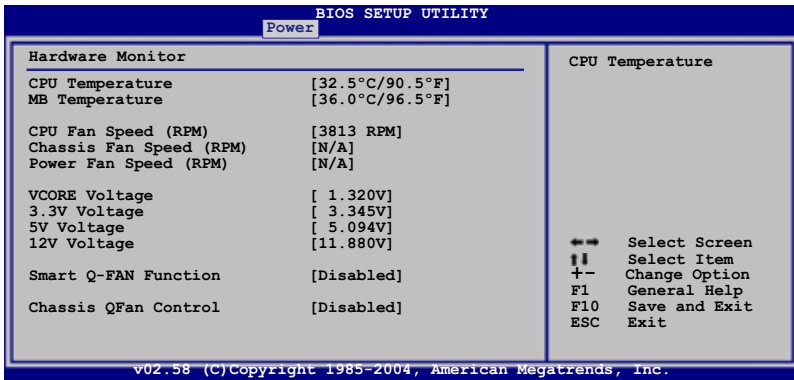 BIOS SETUP UTILITY
Power
Hardware Monitor
CPU Temperature [32.5°C/90.5°F]
MB Temperature [36.0°C/96.5°F]
CPU Fan Speed (RPM) [3813 RPM]
Chassis Fan Speed (RPM) [N/A]
Power Fan Speed (RPM) [N/A]
VCORE Voltage [ 1.320V]
3.3V Voltage [ 3.345V]
5V Voltage [ 5.094V]
12V Voltage [11.880V]
Smart Q-FAN Function [Disabled]
Chassis QFan Control [Disabled]
CPU Temperature
←→ Select Screen
↑↓ Select Item
+- Change Option
F1 General Help
F10 Save and Exit
ESC Exit
v02.58 (C)Copyright 1985-2004, American Megatrends, Inc.